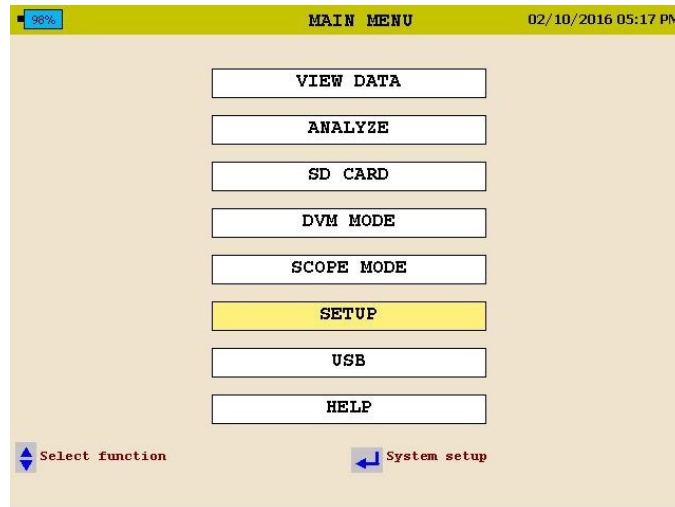 98% MAIN MENU 02/10/2016 05:17 PM
VIEW DATA
ANALYZE
SD CARD
DVM MODE
SCOPE MODE
SETUP
USB
HELP
Select function System setup